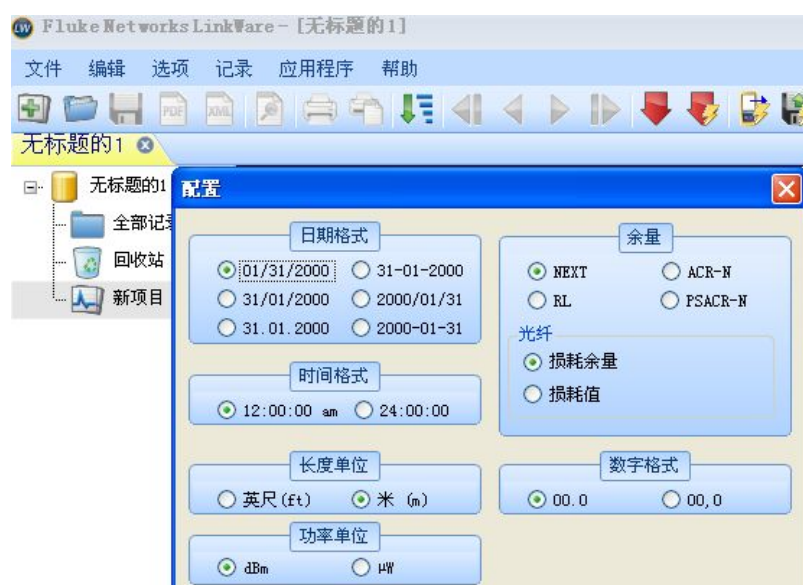 Fluke Networks LinkWare - [无标题的1]
文件 编辑 选项 记录 应用程序 帮助
PDF XML
无标题的1
无标题的1
全部记录
回收站
新项目
配置
日期格式
01/31/2000 31-01-2000
31/01/2000 2000/01/31
31.01.2000 2000-01-31
时间格式
12:00:00 am 24:00:00
长度单位
英尺(ft) 米 (m)
功率单位
dBm μW
余量
NEXT ACR-N
RL PSACR-N
光纤
损耗余量
损耗值
数字格式
00.0 00,0